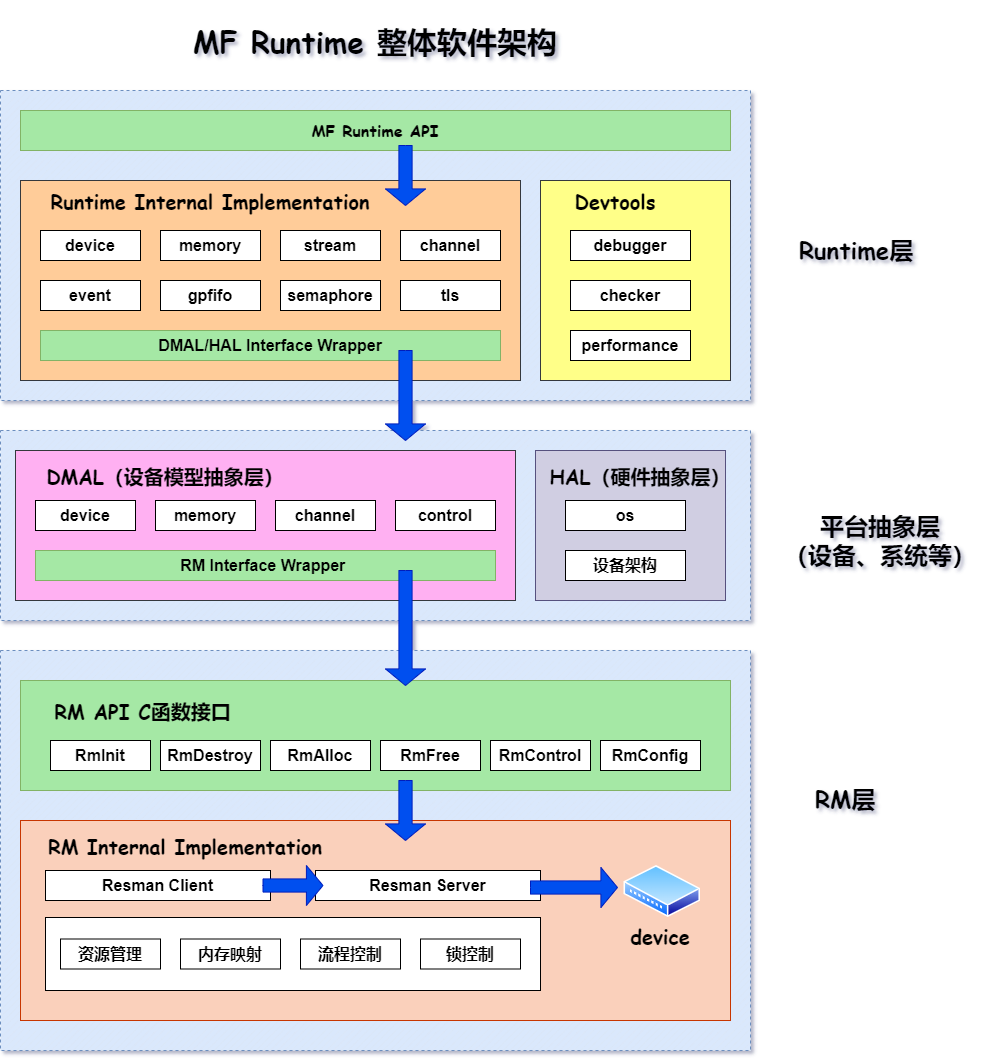 MF Runtime 整体软件架构
MF Runtime API
Runtime Internal Implementation
device
memory
stream
channel
event
gpfifo
semaphore
tls
DMAL/HAL Interface Wrapper
Devtools
debugger
checker
performance
Runtime层
DMAL（设备模型抽象层）
device
memory
channel
control
RM Interface Wrapper
HAL（硬件抽象层）
os
设备架构
平台抽象层
（设备、系统等）
RM API C函数接口
RmInit
RmDestroy
RmAlloc
RmFree
RmControl
RmConfig
RM层
RM Internal Implementation
Resman Client
Resman Server
device
资源管理
内存映射
流程控制
锁控制